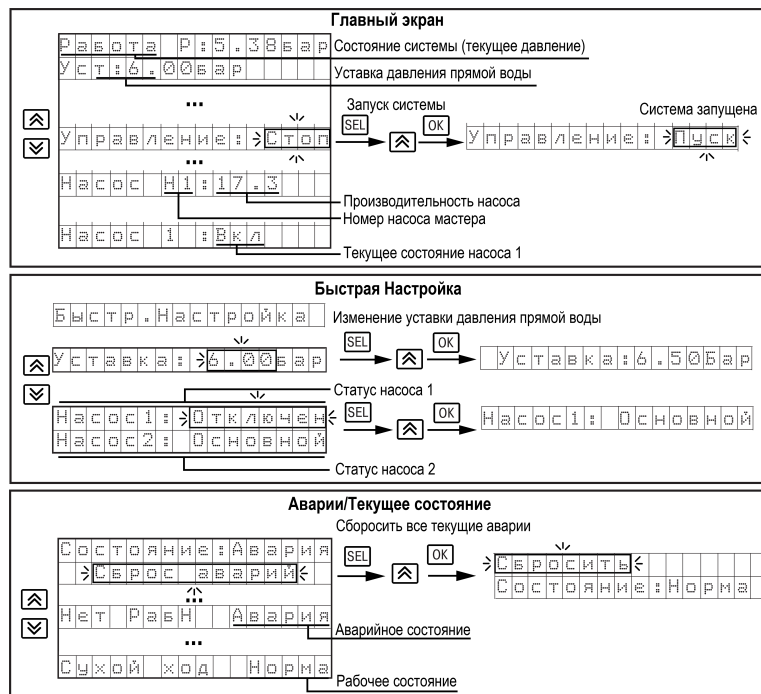 Главный экран
Работа P:5.38бар
Состояние системы (текущее давление)
Уст:6.00бар
Уставка давления прямой воды
...
Запуск системы
Система запущена
Управление: Стоп
SEL
OK
Управление: Пуск
...
Насос Н1:17.3
Производительность насоса
Номер насоса мастера
Насос 1 :Вкл
Текущее состояние насоса 1
Быстрая Настройка
Быстр.Настройка
Изменение уставки давления прямой воды
Уставка: 6.00бар
SEL
OK
Уставка:6.50Бар
Статус насоса 1
Насос1: Отключен
SEL
OK
Насос1: Основной
Насос2: Основной
Статус насоса 2
Аварии/Текущее состояние
Сборосить все текущие аварии
Состояние:Авария
Сброс аварий
SEL
OK
Сбросить
Состояние:Норма
...
Нет РабН Авария
Аварийное состояние
...
Сухой ход Норма
Рабочее состояние